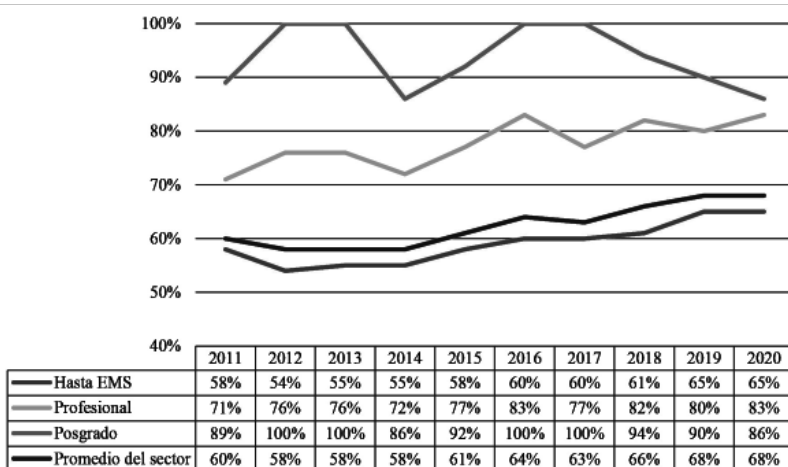 100%
90%
80%
70%
60%
50%
40%
2011 2012 2013 2014 2015 2016 2017 2018 2019 2020
Hasta EMS 58% 54% 55% 55% 58% 60% 60% 61% 65% 65%
Profesional 71% 76% 76% 72% 77% 83% 77% 82% 80% 83%
Posgrado 89% 100% 100% 86% 92% 100% 100% 94% 90% 86%
Promedio del sector 60% 58% 58% 58% 61% 64% 63% 66% 68% 68%